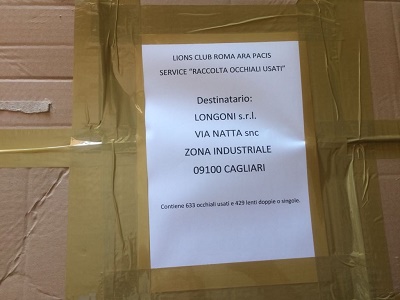 LIONS CLUB ROMA ARA PACIS
SERVICE "RACCOLTA OCCHIALI USATI"
Destinatario:
LONGONI s.r.l.
VIA NATTA snc
ZONA INDUSTRIALE
09100 CAGLIARI
Contiene 633 occhiali usati e 429 lenti doppie o singole.